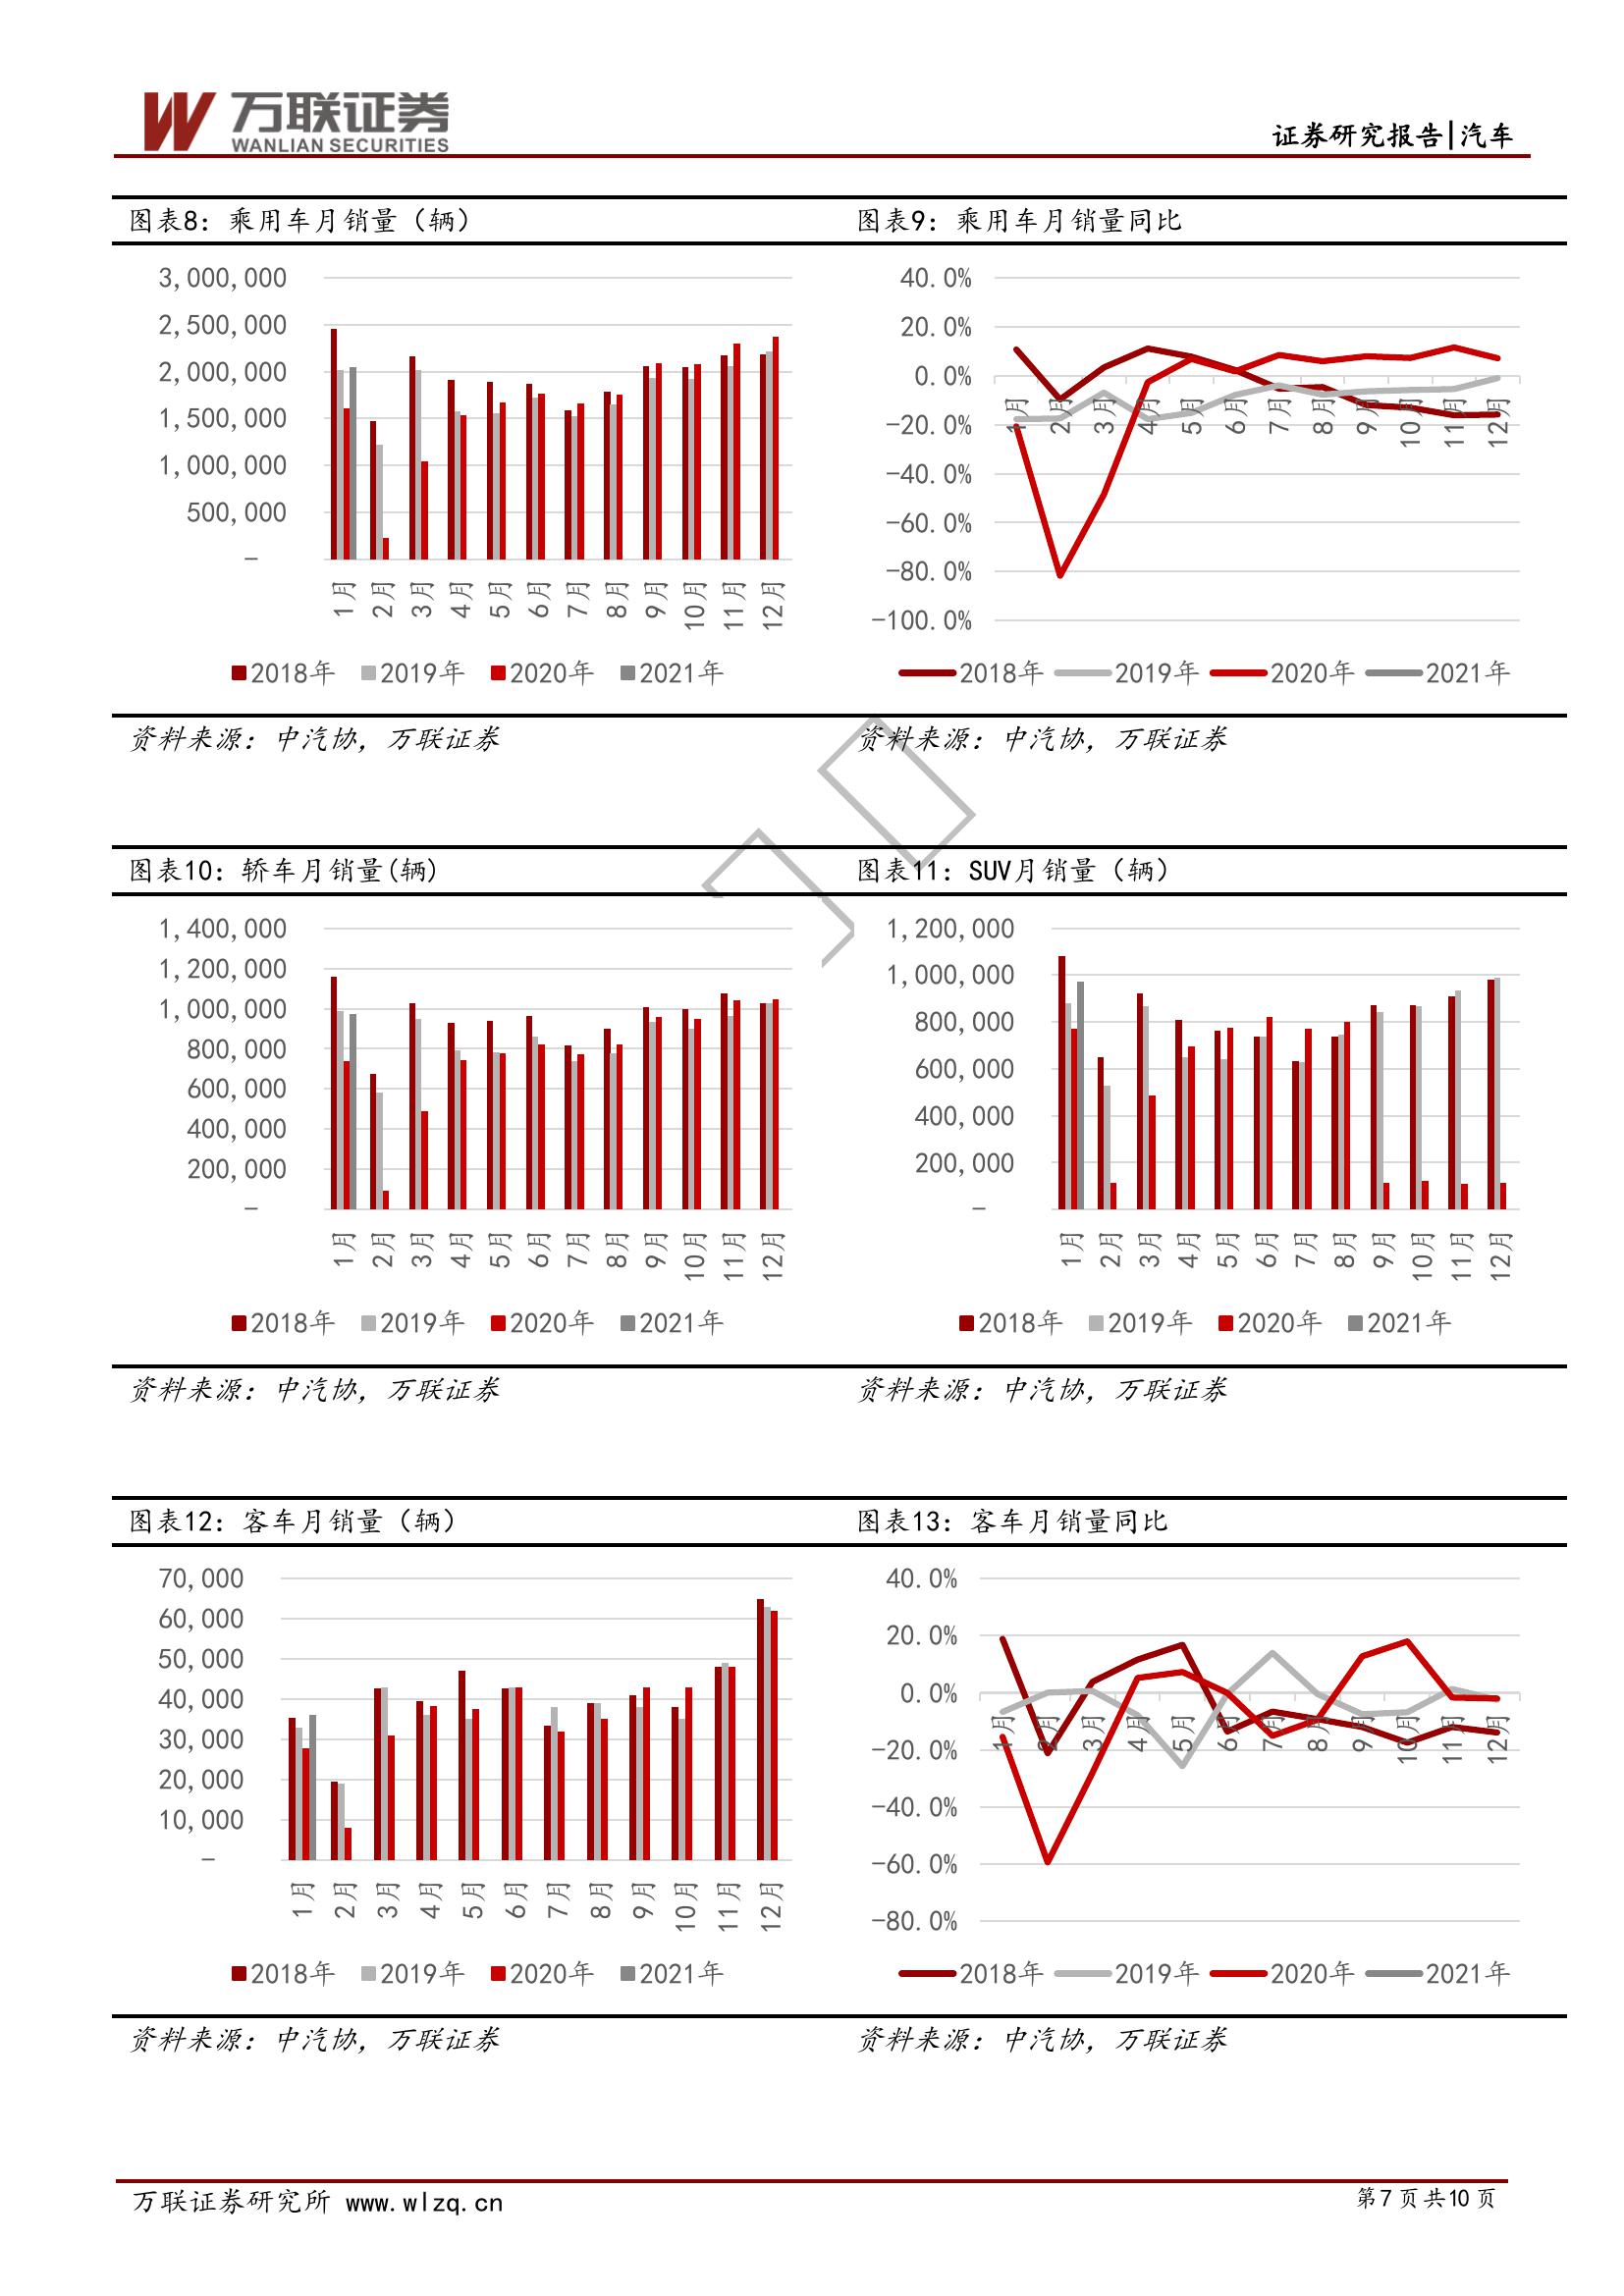 万联证券
WANLIAN SECURITIES
证券研究报告|汽车
图表8：乘用车月销量（辆）
3,000,000
2,500,000
2,000,000
1,500,000
1,000,000
500,000
-
1月 2月 3月 4月 5月 6月 7月 8月 9月 10月 11月 12月
2018年 2019年 2020年 2021年
资料来源：中汽协，万联证券
图表9：乘用车月销量同比
40.0%
20.0%
0.0%
-20.0%
-40.0%
-60.0%
-80.0%
-100.0%
1月 2月 3月 4月 5月 6月 7月 8月 9月 10月 11月 12月
2018年 2019年 2020年 2021年
资料来源：中汽协，万联证券
图表10：轿车月销量(辆)
1,400,000
1,200,000
1,000,000
800,000
600,000
400,000
200,000
-
1月 2月 3月 4月 5月 6月 7月 8月 9月 10月 11月 12月
2018年 2019年 2020年 2021年
资料来源：中汽协，万联证券
图表11：SUV月销量（辆）
1,200,000
1,000,000
800,000
600,000
400,000
200,000
-
1月 2月 3月 4月 5月 6月 7月 8月 9月 10月 11月 12月
2018年 2019年 2020年 2021年
资料来源：中汽协，万联证券
图表12：客车月销量（辆）
70,000
60,000
50,000
40,000
30,000
20,000
10,000
-
1月 2月 3月 4月 5月 6月 7月 8月 9月 10月 11月 12月
2018年 2019年 2020年 2021年
资料来源：中汽协，万联证券
图表13：客车月销量同比
40.0%
20.0%
0.0%
-20.0%
-40.0%
-60.0%
-80.0%
1月 2月 3月 4月 5月 6月 7月 8月 9月 10月 11月 12月
2018年 2019年 2020年 2021年
资料来源：中汽协，万联证券
万联证券研究所 www.wlzq.cn
第 7 页 共 10 页